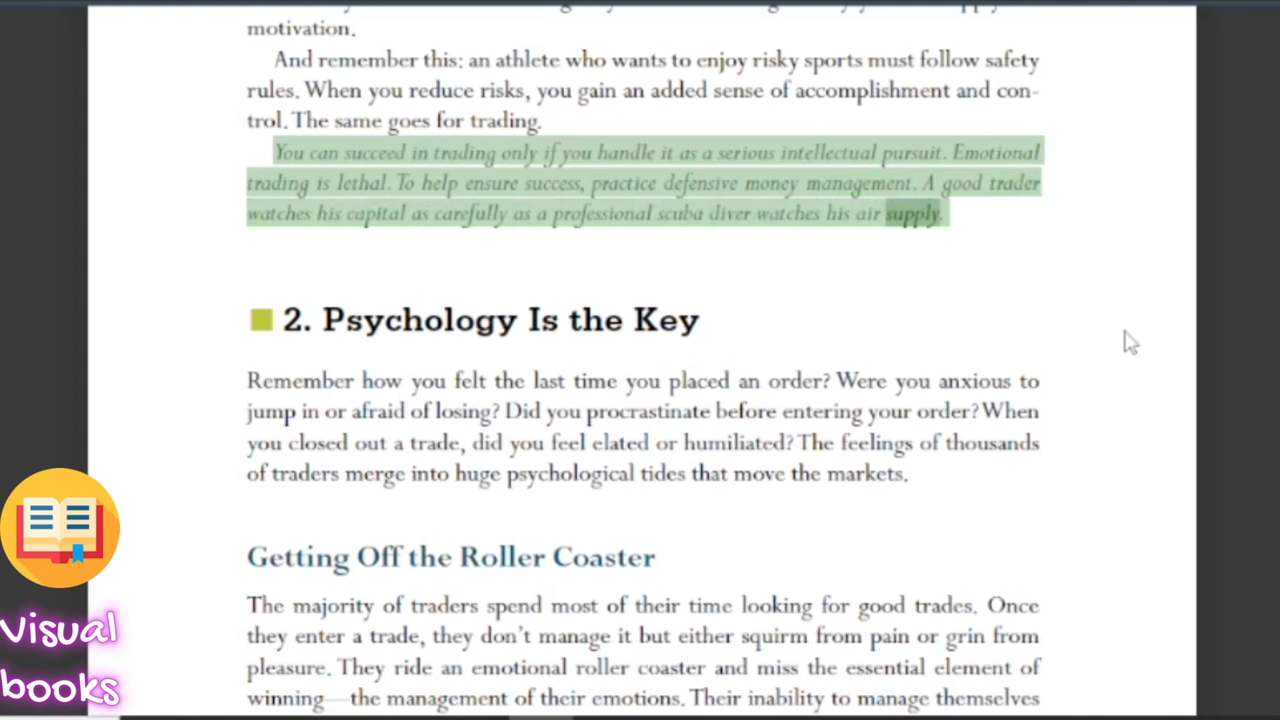 motivation.
And remember this: an athlete who wants to enjoy risky sports must follow safety
rules. When you reduce risks, you gain an added sense of accomplishment and con-
trol. The same goes for trading.
You can succeed in trading only if you handle it as a serious intellectual pursuit. Emotional
trading is lethal. To help ensure success, practice defensive money management. A good trader
watches his capital as carefully as a professional scuba diver watches his air supply.
2. Psychology Is the Key
Remember how you felt the last time you placed an order? Were you anxious to
jump in or afraid of losing? Did you procrastinate before entering your order? When
you closed out a trade, did you feel elated or humiliated? The feelings of thousands
of traders merge into huge psychological tides that move the markets.
Getting Off the Roller Coaster
The majority of traders spend most of their time looking for good trades. Once
they enter a trade, they don't manage it but either squirm from pain or grin from
pleasure. They ride an emotional roller coaster and miss the essential element of
winning—the management of their emotions. Their inability to manage themselves
Visual
books